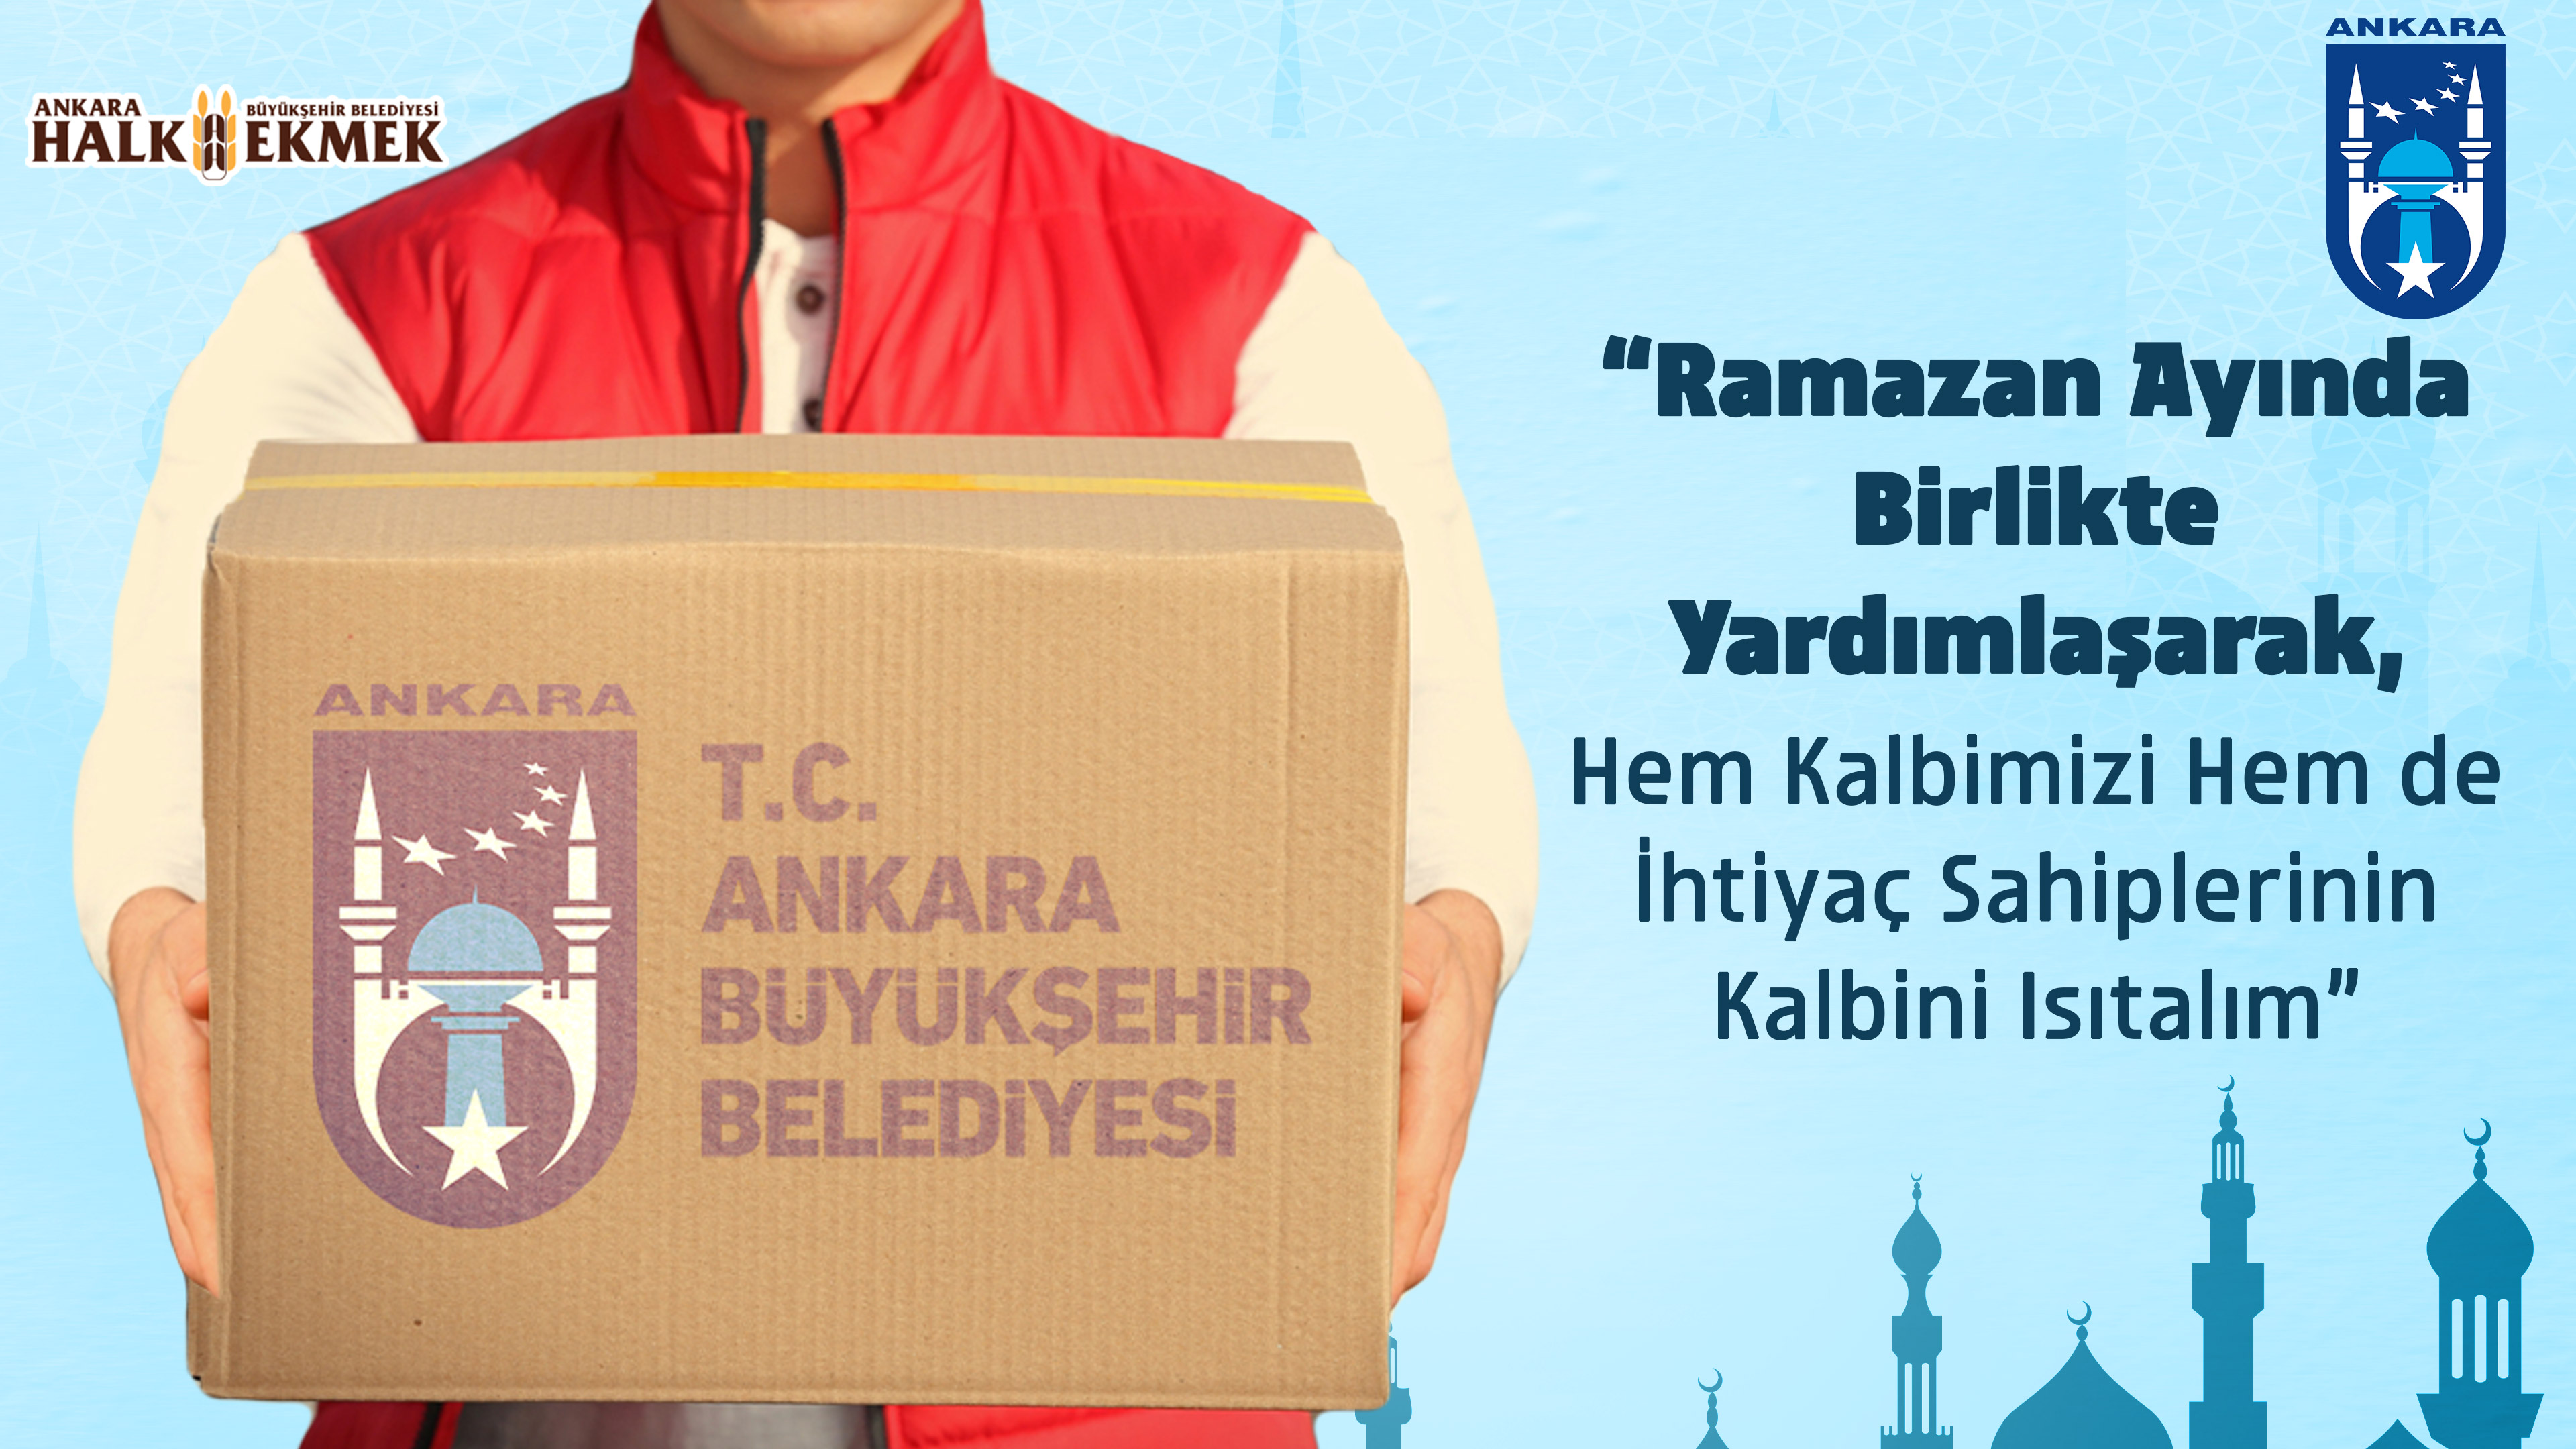 ANKARA BÜYÜKŞEHİR BELEDİYESİ
HALK EKMEK
ANKARA
“Ramazan Ayında
Birlikte
Yardımlaşarak,
Hem Kalbimizi Hem de
İhtiyaç Sahiplerinin
Kalbini Isıtalım”
ANKARA
T.C.
ANKARA
BÜYÜKŞEHİR
BELEDİYESİ